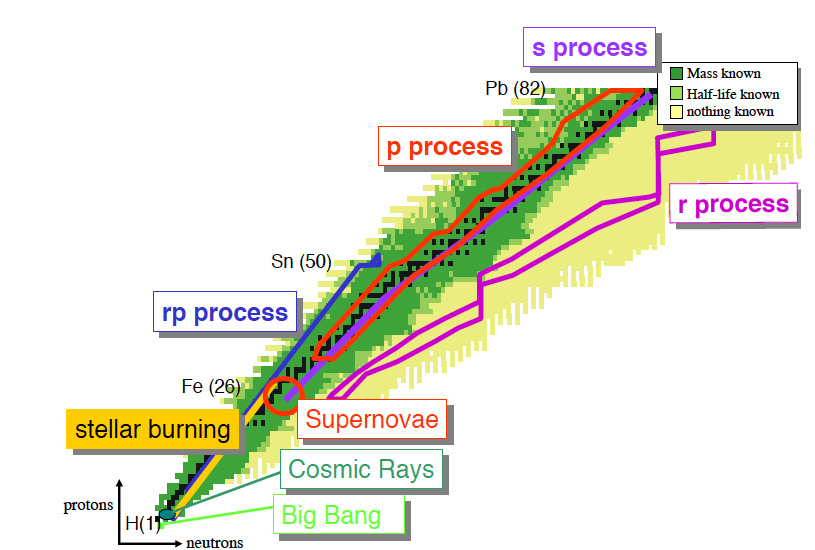 s process
Mass known
Half-life known
nothing known
Pb (82)
p process
r process
Sn (50)
rp process
Fe (26)
Supernovae
stellar burning
Cosmic Rays
protons
H(1)
Big Bang
neutrons